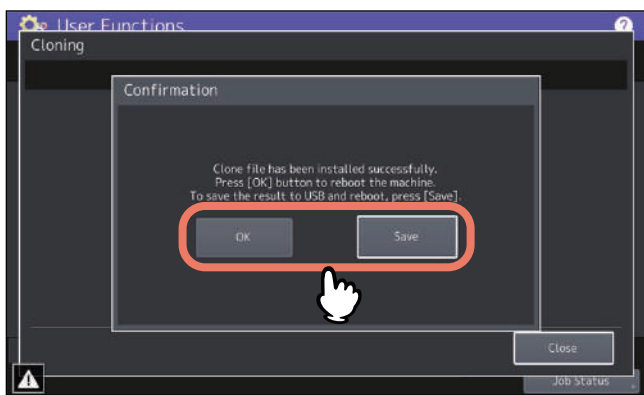 User Functions
?
Cloning
Confirmation
Clone file has been installed successfully.
Press [OK] button to reboot the machine.
To save the result to USB and reboot, press [Save].
OK
Save
Close
Job Status